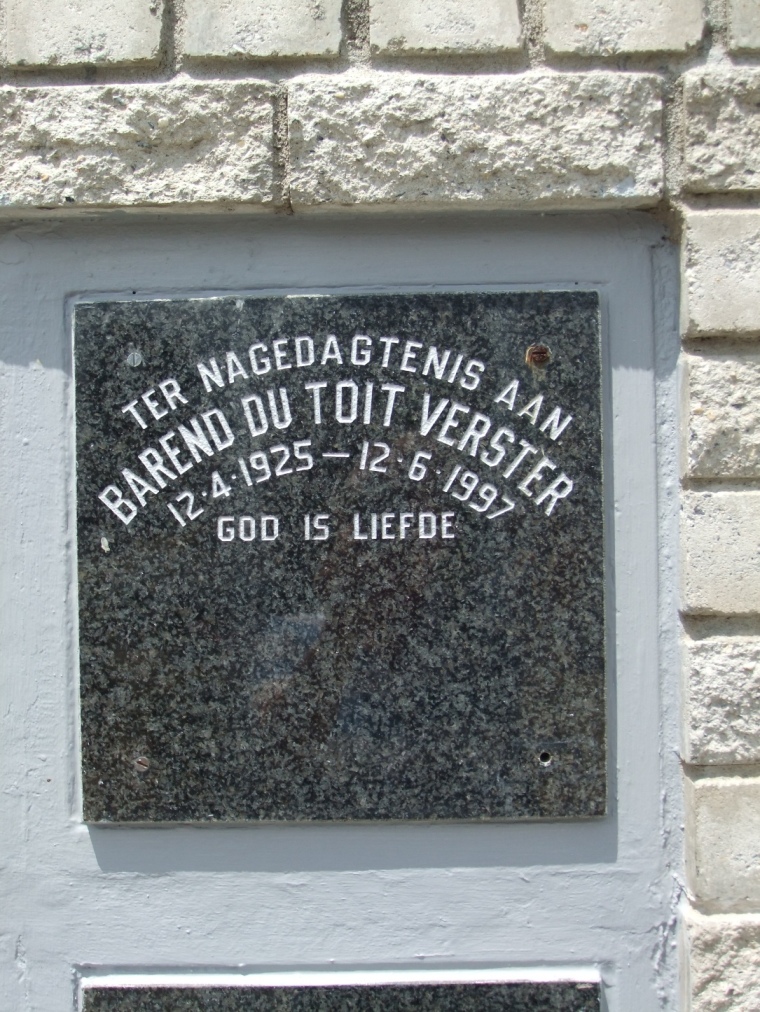 TER NAGEDAGTENIS AAN
BAREND DU TOIT VERSTER
12·4·1925 — 12·6·1997
GOD IS LIEFDE